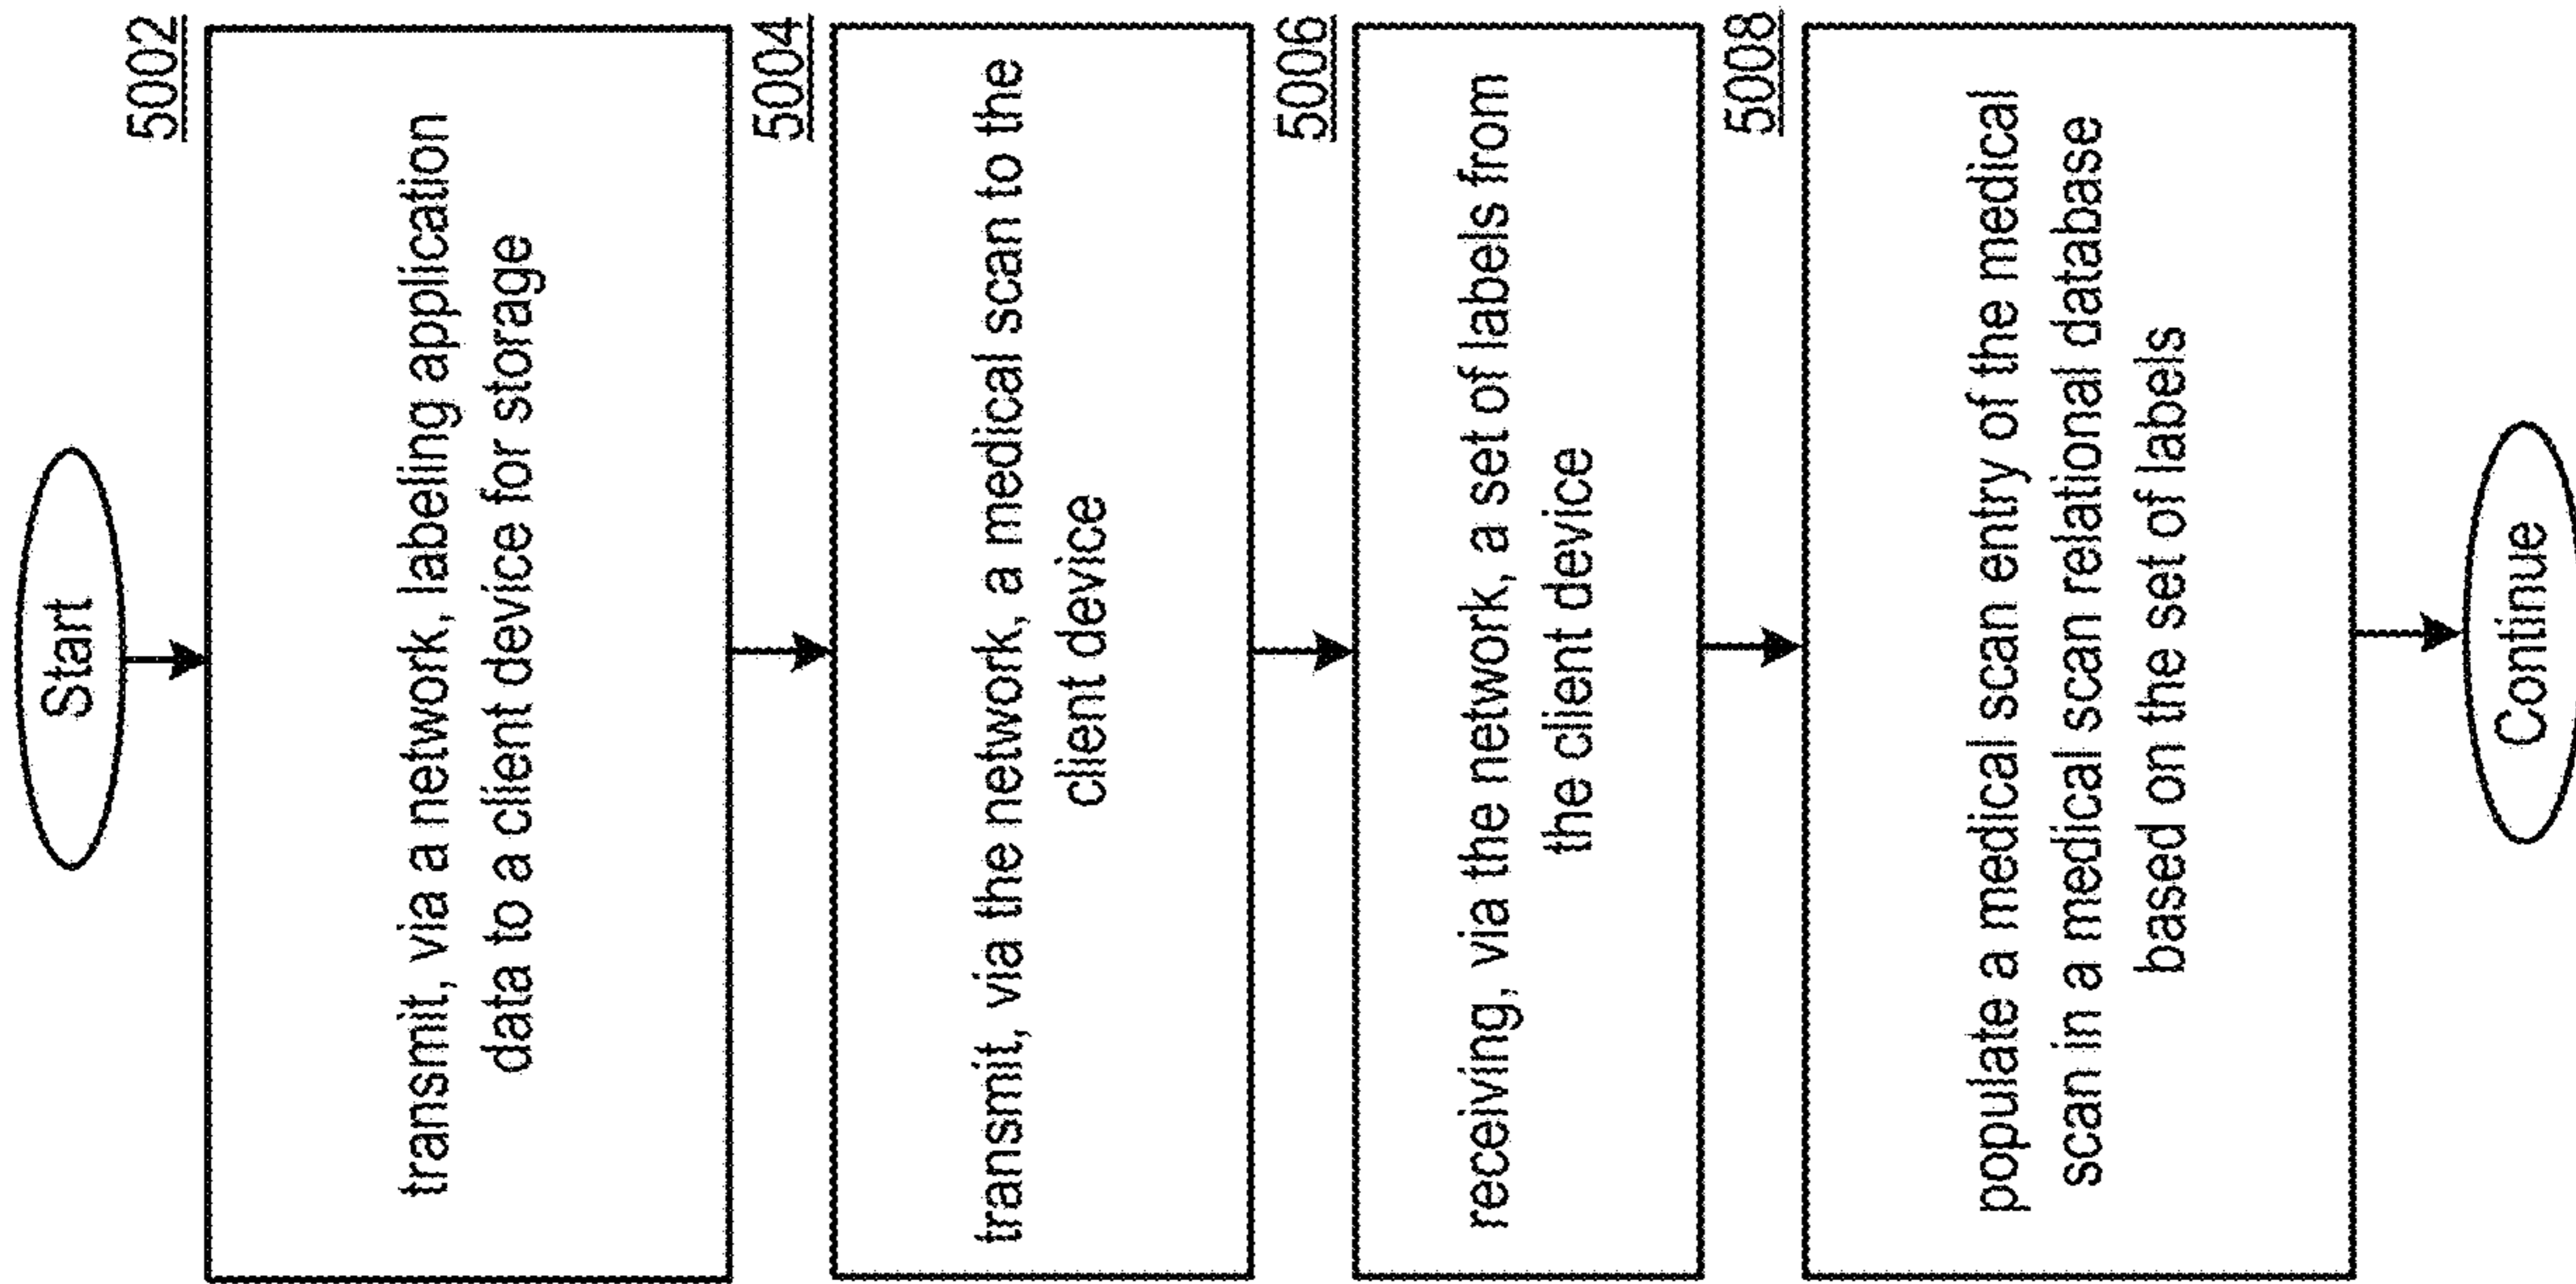 Start
5002
transmit, via a network, labeling application
data to a client device for storage
5004
transmit, via the network, a medical scan to the
client device
5006
receiving, via the network, a set of labels from
the client device
5008
populate a medical scan entry of the medical
scan in a medical scan relational database
based on the set of labels
Continue